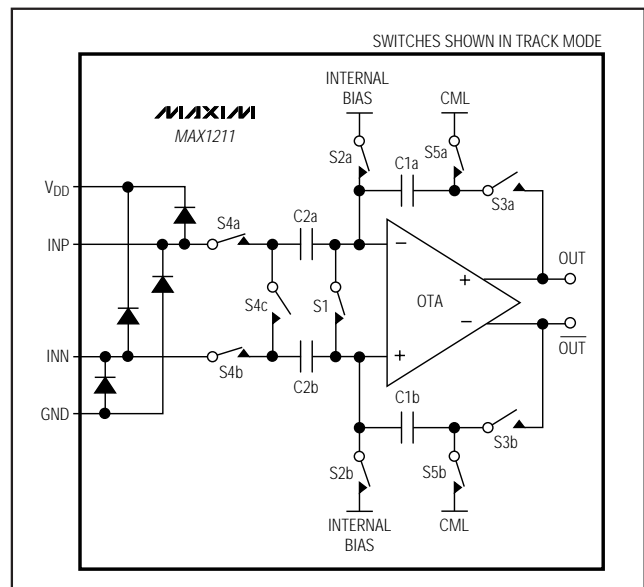 SWITCHES SHOWN IN TRACK MODE
INTERNAL
BIAS
CML
MAXIM
MAX1211
S2a
C1a
S5a
S3a
VDD
S4a
C2a
INP
–
OUT
+
S4c
S1
OTA
–
OUT
INN
+
S4b
C2b
C1b
GND
S3b
S2b
S5b
INTERNAL
BIAS
CML